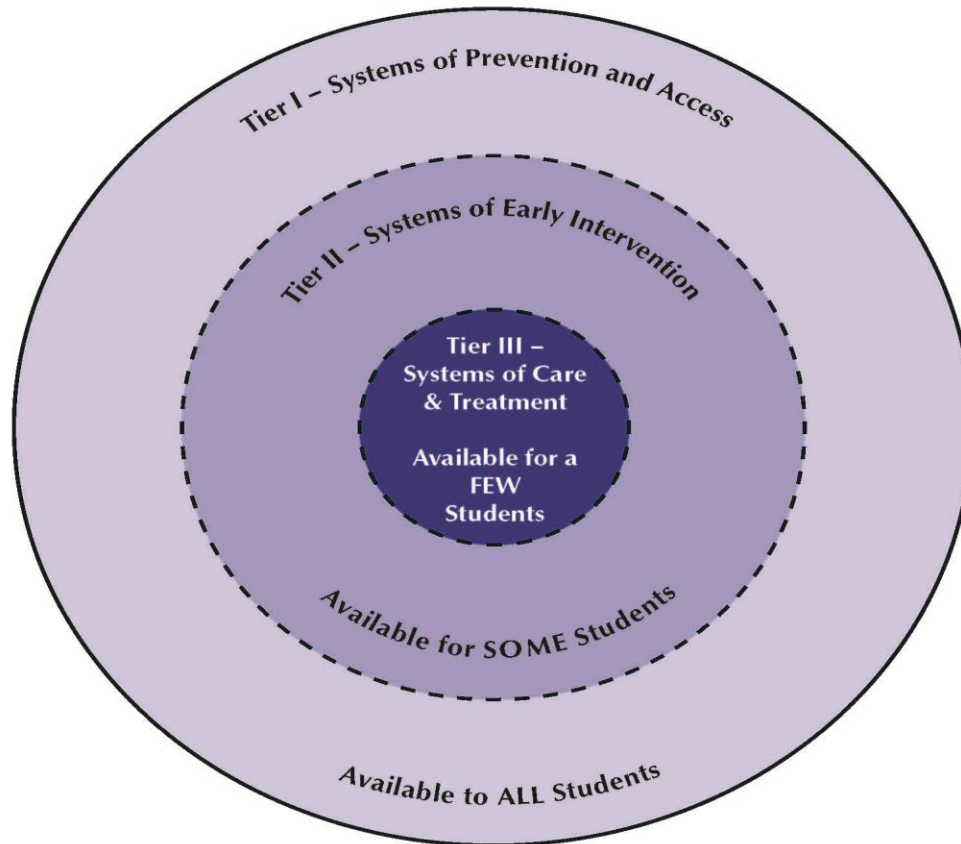 Tier I – Systems of Prevention and Access
Tier II – Systems of Early Intervention
Tier III –
Systems of Care
& Treatment
Available for a
FEW
Students
Available for SOME Students
Available to ALL Students